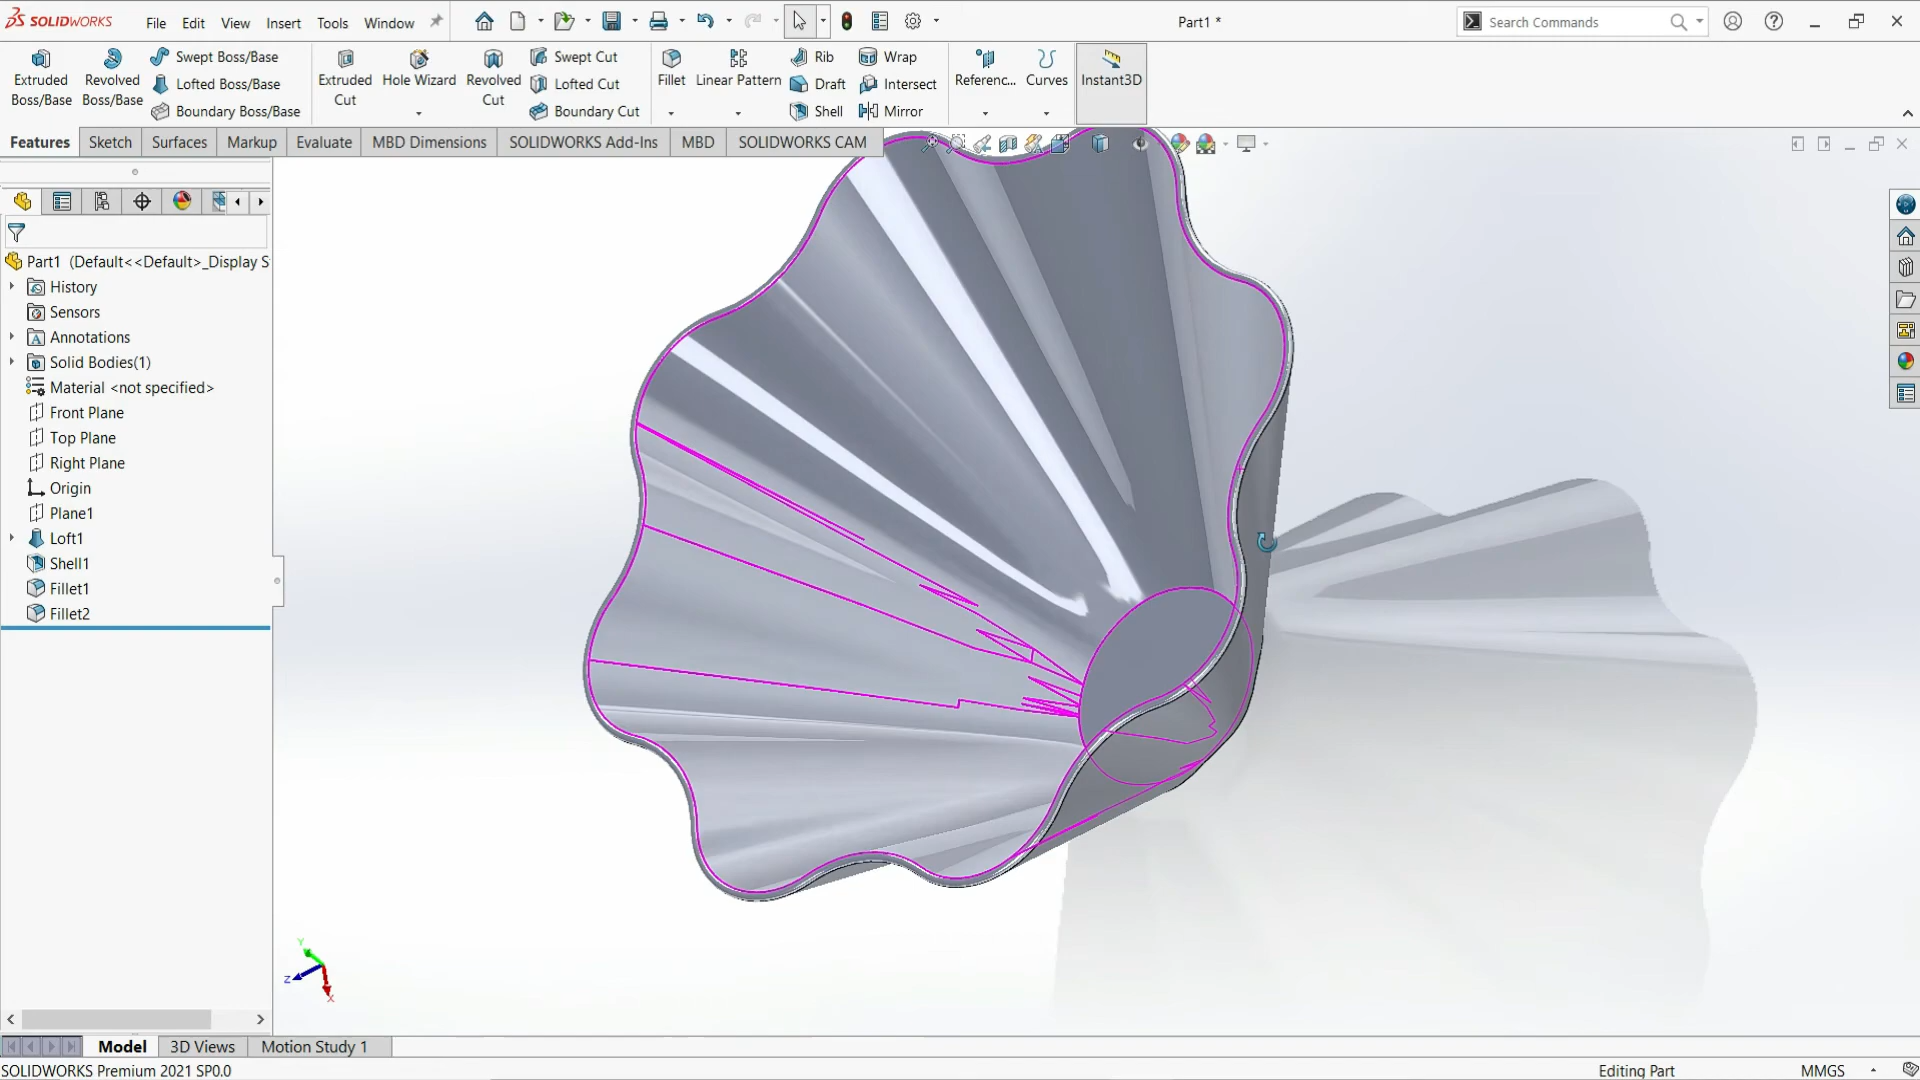 SOLIDWORKS File Edit View Insert Tools Window Part1 * Search Commands
Extruded Boss/Base Revolved Boss/Base Swept Boss/Base Lofted Boss/Base Boundary Boss/Base Extruded Cut Hole Wizard Revolved Cut Swept Cut Lofted Cut Boundary Cut Fillet Linear Pattern Rib Draft Shell Wrap Intersect Mirror Referenc... Curves Instant3D
Features Sketch Surfaces Markup Evaluate MBD Dimensions SOLIDWORKS Add-Ins MBD SOLIDWORKS CAM
Part1 (Default<<Default>_Display S
History
Sensors
Annotations
Solid Bodies(1)
Material <not specified>
Front Plane
Top Plane
Right Plane
Origin
Plane1
Loft1
Shell1
Fillet1
Fillet2
Y
Z
X
Model 3D Views Motion Study 1
SOLIDWORKS Premium 2021 SP0.0 Editing Part MMGS